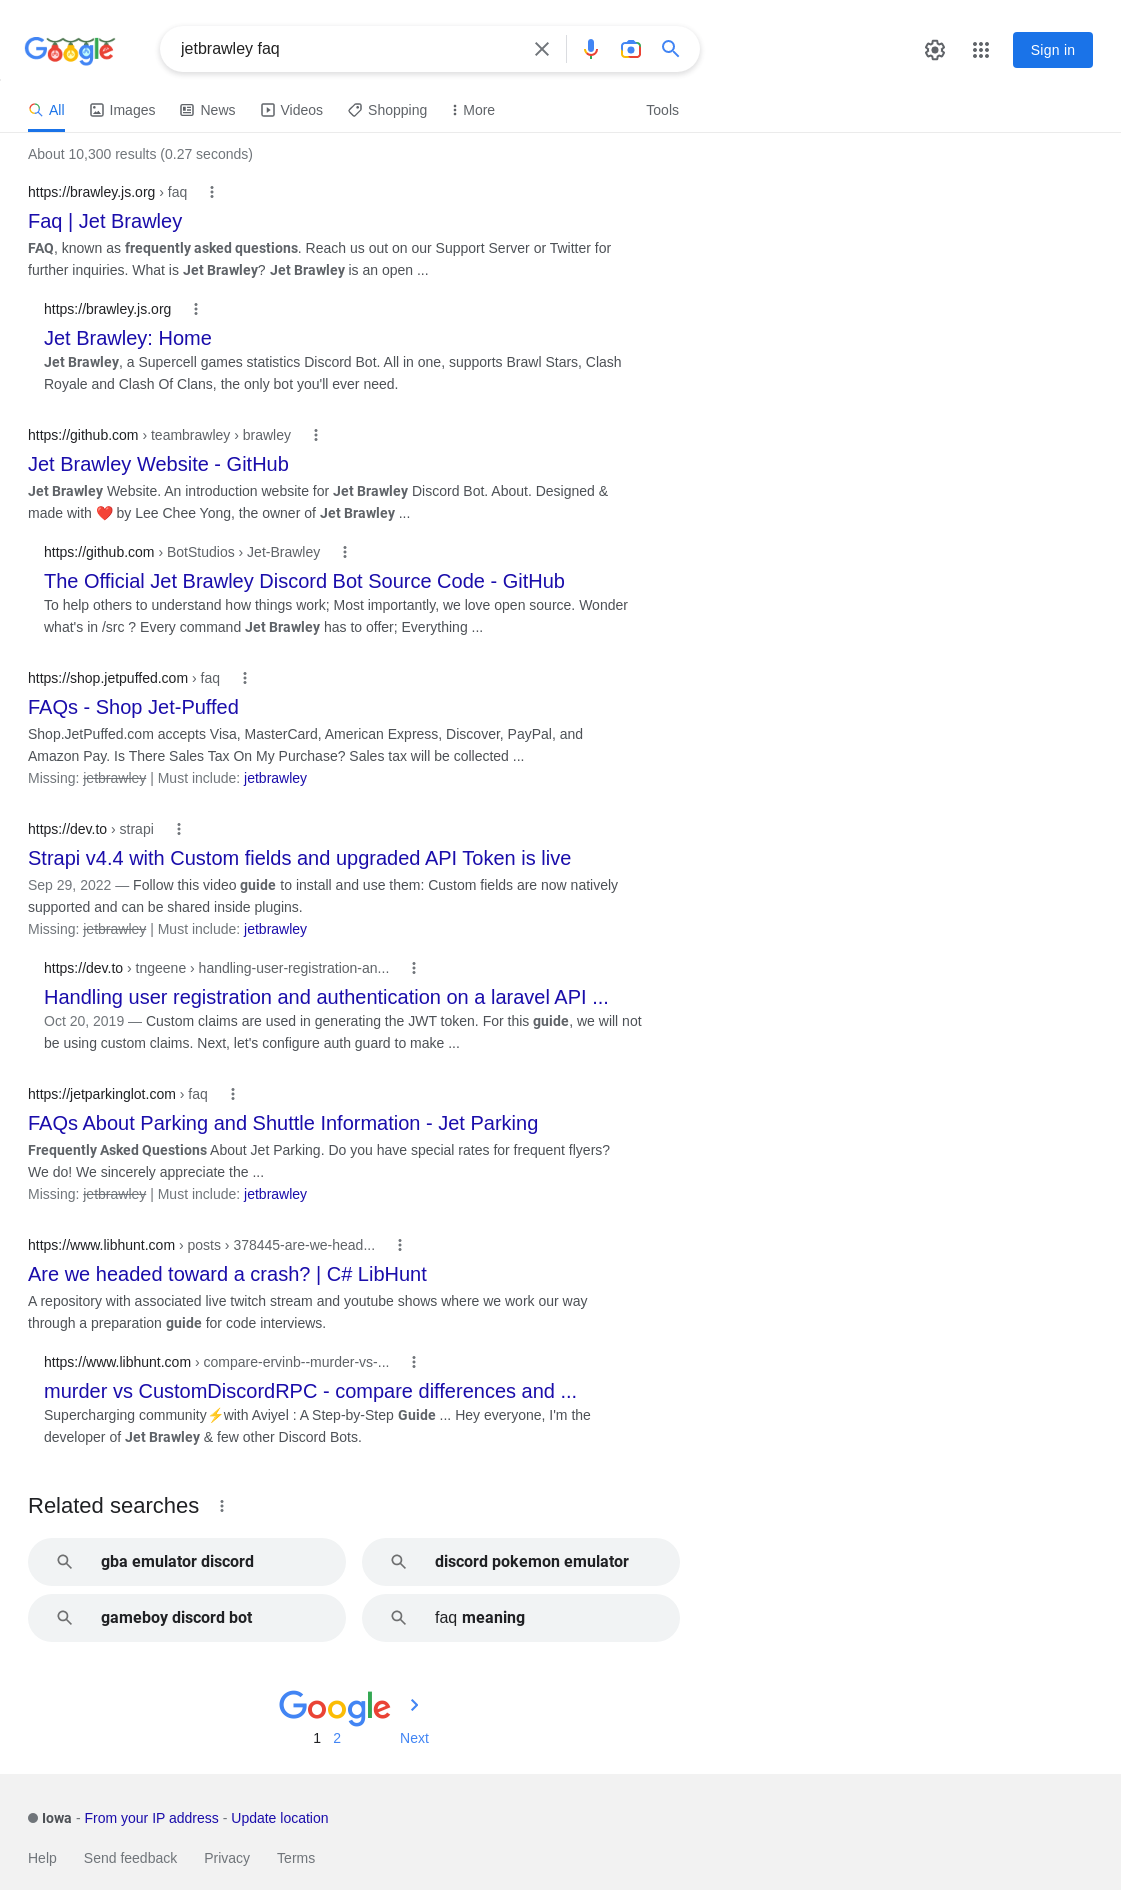 Google
jetbrawley faq
Sign in
All
Images
News
Videos
Shopping
More
Tools
About 10,300 results (0.27 seconds)
https://brawley.js.org › faq
Faq | Jet Brawley
FAQ, known as frequently asked questions. Reach us out on our Support Server or Twitter for
further inquiries. What is Jet Brawley? Jet Brawley is an open ...
https://brawley.js.org
Jet Brawley: Home
Jet Brawley, a Supercell games statistics Discord Bot. All in one, supports Brawl Stars, Clash
Royale and Clash Of Clans, the only bot you'll ever need.
https://github.com › teambrawley › brawley
Jet Brawley Website - GitHub
Jet Brawley Website. An introduction website for Jet Brawley Discord Bot. About. Designed &
made with ❤️ by Lee Chee Yong, the owner of Jet Brawley ...
https://github.com › BotStudios › Jet-Brawley
The Official Jet Brawley Discord Bot Source Code - GitHub
To help others to understand how things work; Most importantly, we love open source. Wonder
what's in /src ? Every command Jet Brawley has to offer; Everything ...
https://shop.jetpuffed.com › faq
FAQs - Shop Jet-Puffed
Shop.JetPuffed.com accepts Visa, MasterCard, American Express, Discover, PayPal, and
Amazon Pay. Is There Sales Tax On My Purchase? Sales tax will be collected ...
Missing: jetbrawley | Must include: jetbrawley
https://dev.to › strapi
Strapi v4.4 with Custom fields and upgraded API Token is live
Sep 29, 2022 — Follow this video guide to install and use them: Custom fields are now natively
supported and can be shared inside plugins.
Missing: jetbrawley | Must include: jetbrawley
https://dev.to › tngeene › handling-user-registration-an...
Handling user registration and authentication on a laravel API ...
Oct 20, 2019 — Custom claims are used in generating the JWT token. For this guide, we will not
be using custom claims. Next, let's configure auth guard to make ...
https://jetparkinglot.com › faq
FAQs About Parking and Shuttle Information - Jet Parking
Frequently Asked Questions About Jet Parking. Do you have special rates for frequent flyers?
We do! We sincerely appreciate the ...
Missing: jetbrawley | Must include: jetbrawley
https://www.libhunt.com › posts › 378445-are-we-head...
Are we headed toward a crash? | C# LibHunt
A repository with associated live twitch stream and youtube shows where we work our way
through a preparation guide for code interviews.
https://www.libhunt.com › compare-ervinb--murder-vs-...
murder vs CustomDiscordRPC - compare differences and ...
Supercharging community⚡with Aviyel : A Step-by-Step Guide ... Hey everyone, I'm the
developer of Jet Brawley & few other Discord Bots.
Related searches
gba emulator discord
discord pokemon emulator
gameboy discord bot
faq meaning
Google
1 2 Next
Iowa - From your IP address - Update location
Help Send feedback Privacy Terms